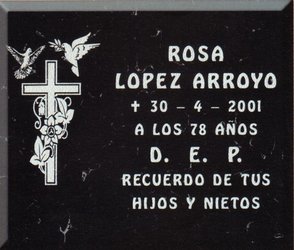 ROSA
LOPEZ ARROYO
✝ 30 - 4 - 2001
A LOS 78 AÑOS
D. E. P.
RECUERDO DE TUS
HIJOS Y NIETOS